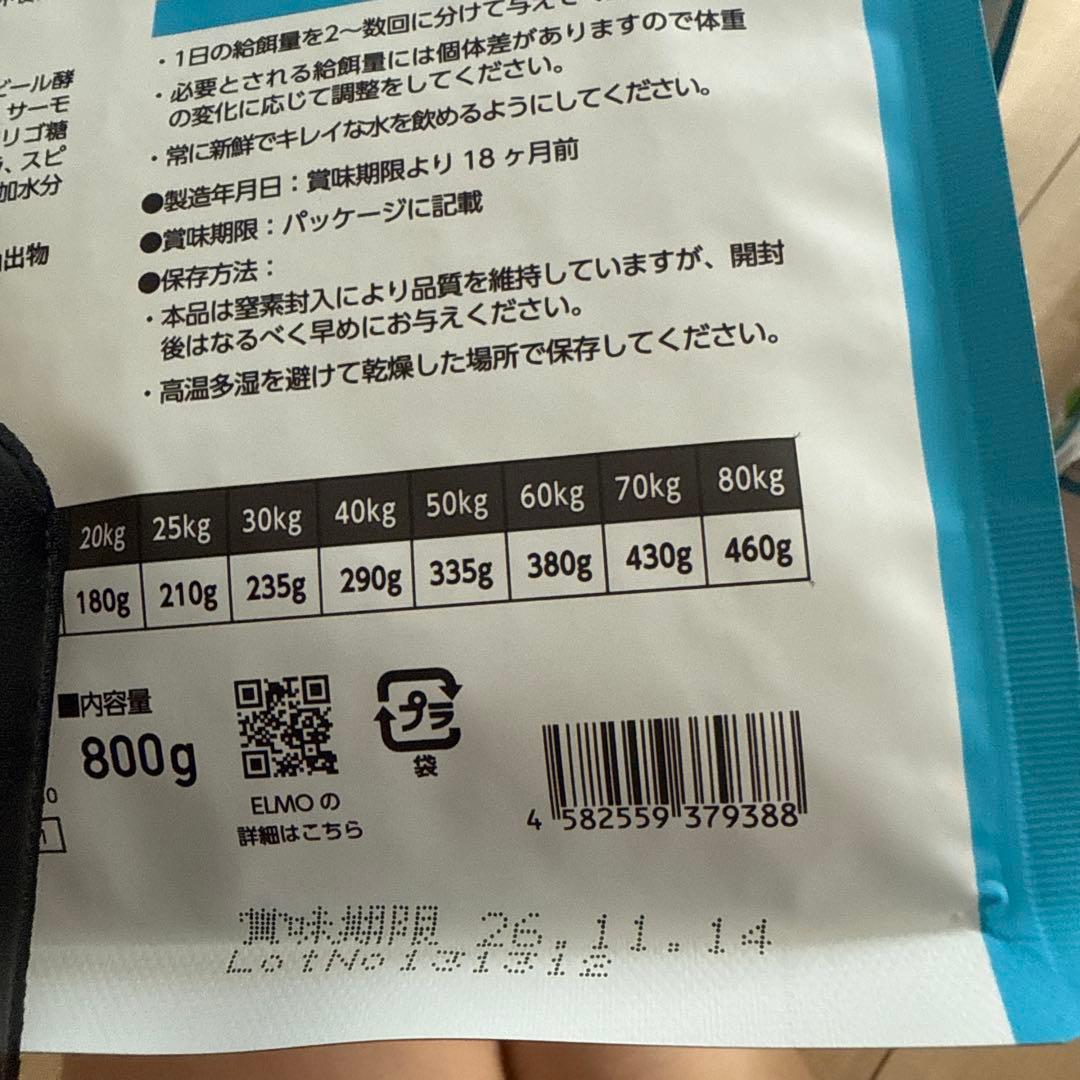 ・1日の給餌量を2〜数回に分けて与え
・必要とされる給餌量には個体差がありますので体重
の変化に応じて調整をしてください。
・常に新鮮でキレイな水を飲めるようにしてください。
●製造年月日：賞味期限より 18 ヶ月前
●賞味期限：パッケージに記載
●保存方法：
・本品は窒素封入により品質を維持していますが、開封
後はなるべく早めにお与えください。
・高温多湿を避けて乾燥した場所で保存してください。
ビール酵
サーモ
リゴ糖
、スピ
加水分
出物
20kg 25kg 30kg 40kg 50kg 60kg 70kg 80kg
180g 210g 235g 290g 335g 380g 430g 460g
■内容量
800g
プラ
袋
ELMO の
詳細はこちら
4 582559 379388
賞味期限 26.11.14
LotNo131312